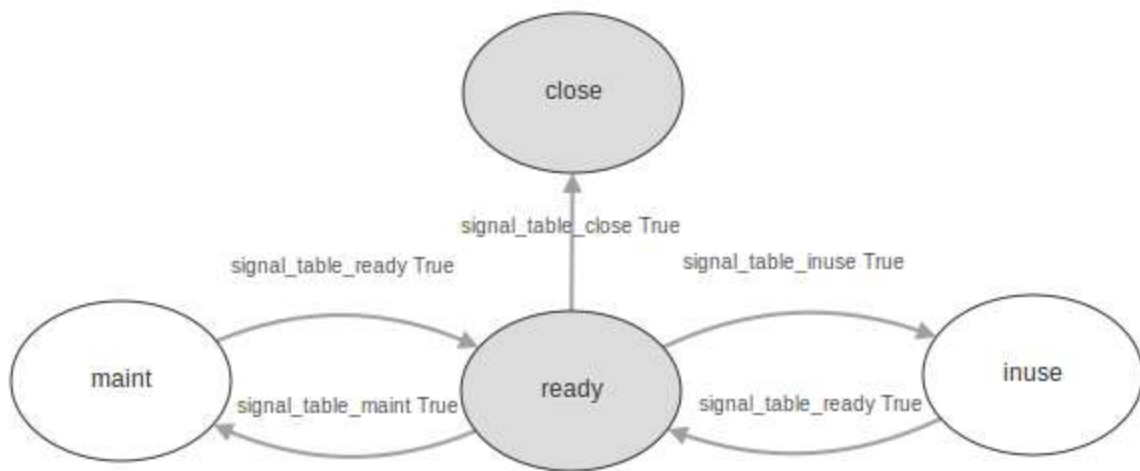 close
signal_table_close True
signal_table_ready True
signal_table_inuse True
maint
ready
inuse
signal_table_maint True
signal_table_ready True